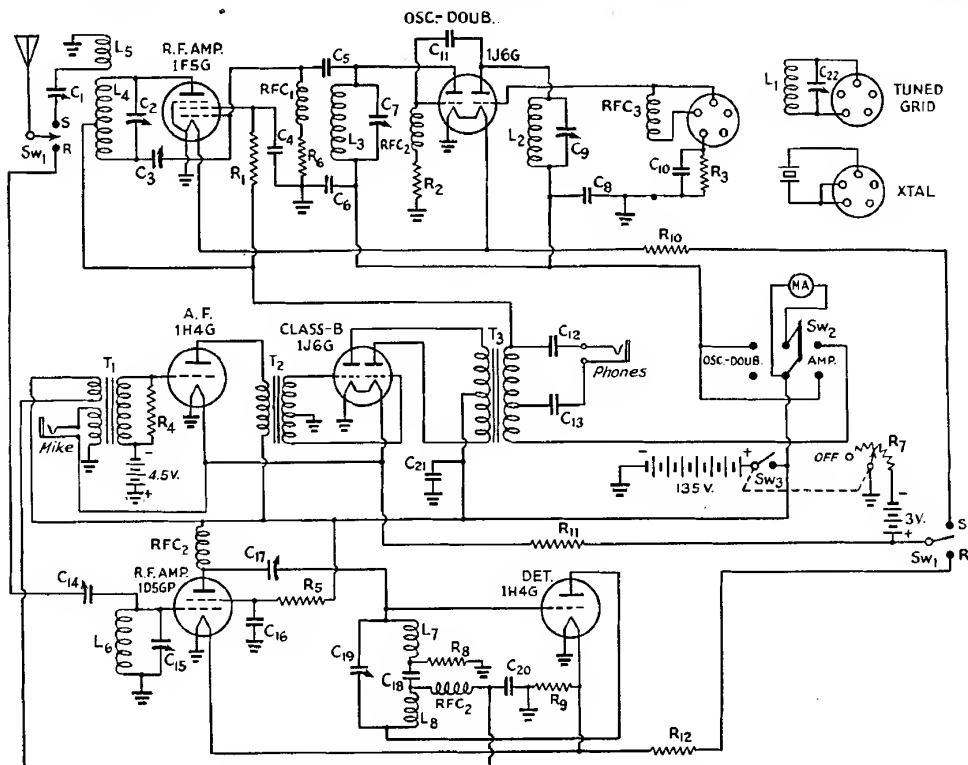 OSC.-DOUB.
1J6G
C11
R.F. AMP.
1F5G
L5
C1
S
Sw1
R
L4
C2
C3
R1
C4
RFC1
R6
C5
C6
L3
C7
RFC2
R2
L2
C9
C8
RFC3
C10
R3
L1
C22
TUNED
GRID
XTAL
R10
A.F.
1H4G
T1
R4
Mike
4.5V.
-
+
T2
CLASS-B
1J6G
T3
C12
Phones
C13
C21
MA
Sw2
OSC.-DOUB.
AMP.
OFF
R7
-
+
135 V.
Sw3
-
3V.
+
S
Sw1
R
R11
RFC2
C17
R.F. AMP.
1D5GP
C14
L6
C15
R5
C16
DET.
1H4G
C19
L7
R8
C18
RFC2
L8
C20
R9
R12